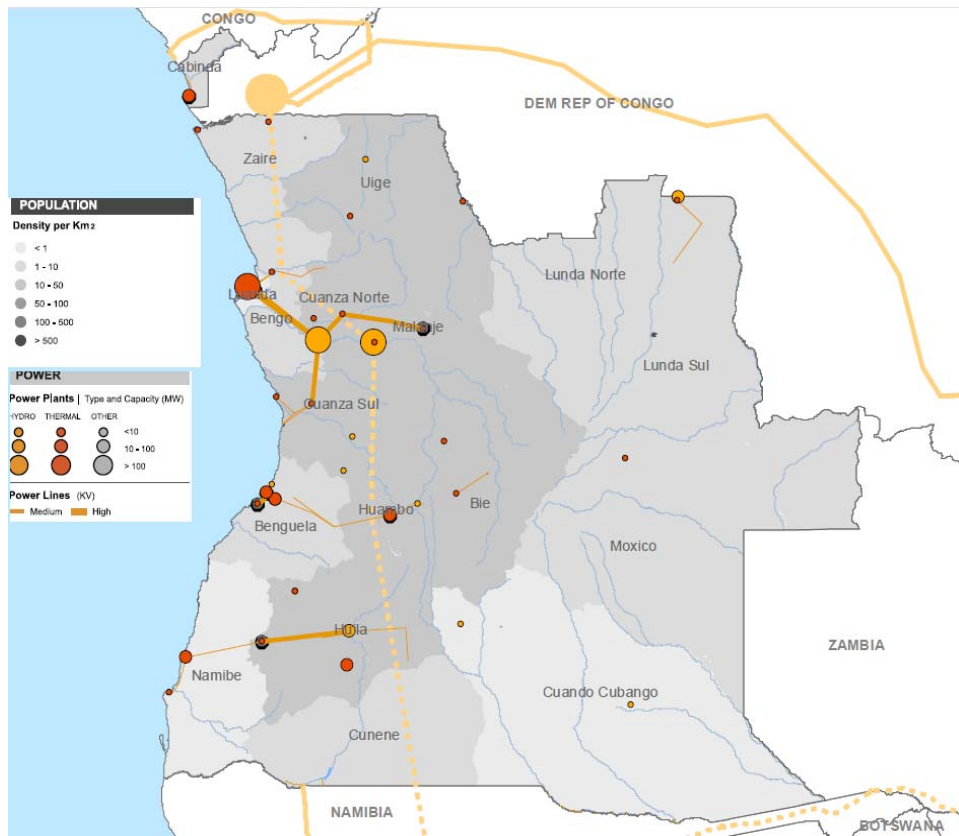 CONGO
Cabinda
DEM REP OF CONGO
Zaire
Uige
POPULATION
Density per Km2
< 1
1 - 10
10 - 50
50 - 100
100 - 500
> 500
Lunda Norte
Luanda
Cuanza Norte
Bengo
Malanje
Lunda Sul
POWER
Power Plants | Type and Capacity (MW)
HYDRO THERMAL OTHER
<10
10 - 100
> 100
Power Lines (KV)
Medium High
Cuanza Sul
Benguela
Huambo
Bie
Moxico
Huila
Namibe
Cuando Cubango
ZAMBIA
Cunene
NAMIBIA
BOTSWANA